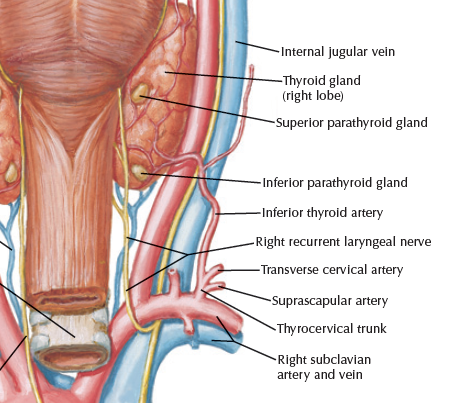 Internal jugular vein
Thyroid gland
(right lobe)
Superior parathyroid gland
Inferior parathyroid gland
Inferior thyroid artery
Right recurrent laryngeal nerve
Transverse cervical artery
Suprascapular artery
Thyrocervical trunk
Right subclavian
artery and vein